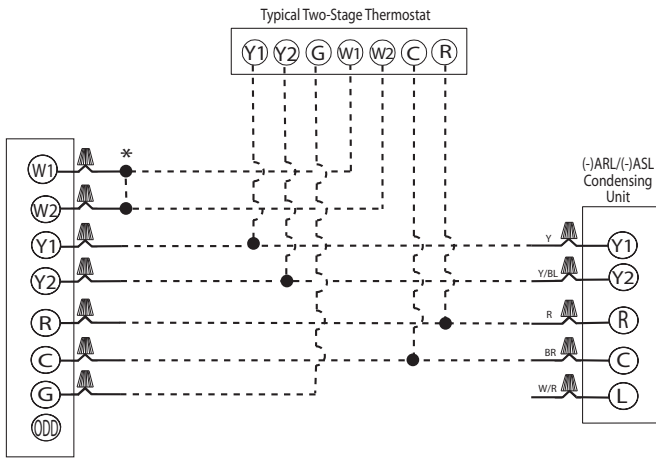 Typical Two-Stage Thermostat
Y1 Y2 G W1 W2 C R
*
W1
W2
Y1
Y2
R
C
G
ODD
(-)ARL/(-)ASL
Condensing
Unit
Y Y1
Y/BL Y2
R R
BR C
W/R L